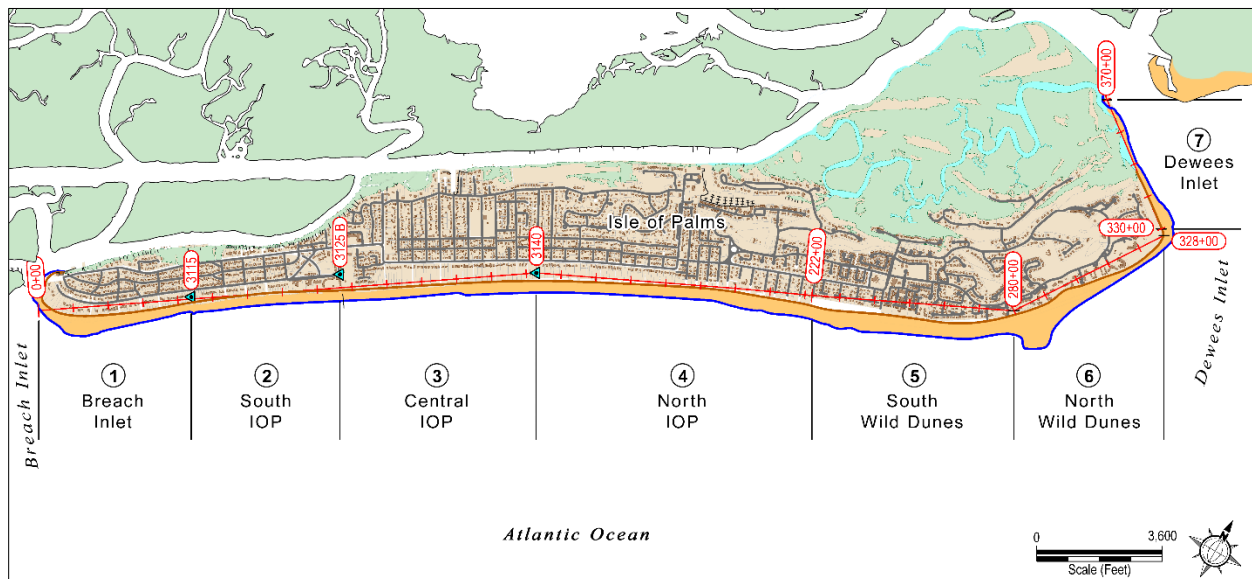 370+00
7
Dewees
Inlet
Isle of Palms
330+00
328+00
0+00
3115
3125 B
3140
222+00
280+00
Breach Inlet
1
Breach
Inlet
2
South
IOP
3
Central
IOP
4
North
IOP
5
South
Wild Dunes
6
North
Wild Dunes
Dewees Inlet
Atlantic Ocean
0
3,600
Scale (Feet)